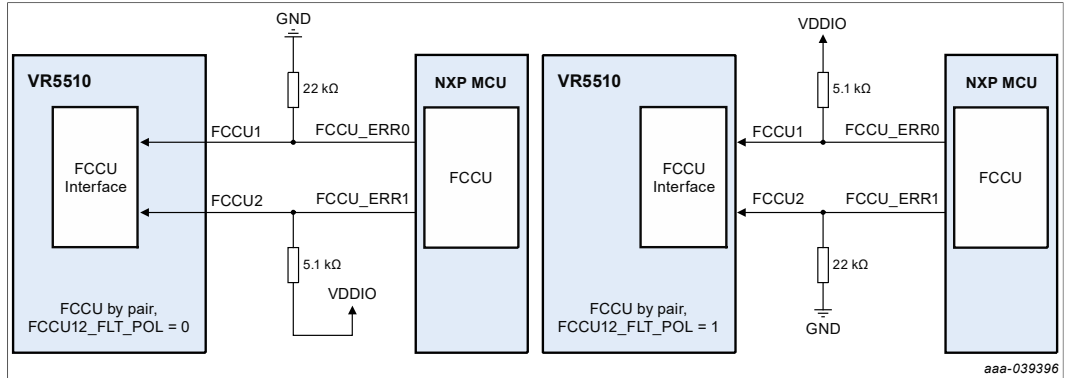 GND
VR5510
22 kΩ
NXP MCU
FCCU1
FCCU_ERR0
FCCU
Interface
FCCU
FCCU2
FCCU_ERR1
5.1 kΩ
VDDIO
FCCU by pair,
FCCU12_FLT_POL = 0
VDDIO
VR5510
5.1 kΩ
NXP MCU
FCCU1
FCCU_ERR0
FCCU
Interface
FCCU
FCCU2
FCCU_ERR1
22 kΩ
GND
FCCU by pair,
FCCU12_FLT_POL = 1
aaa-039396